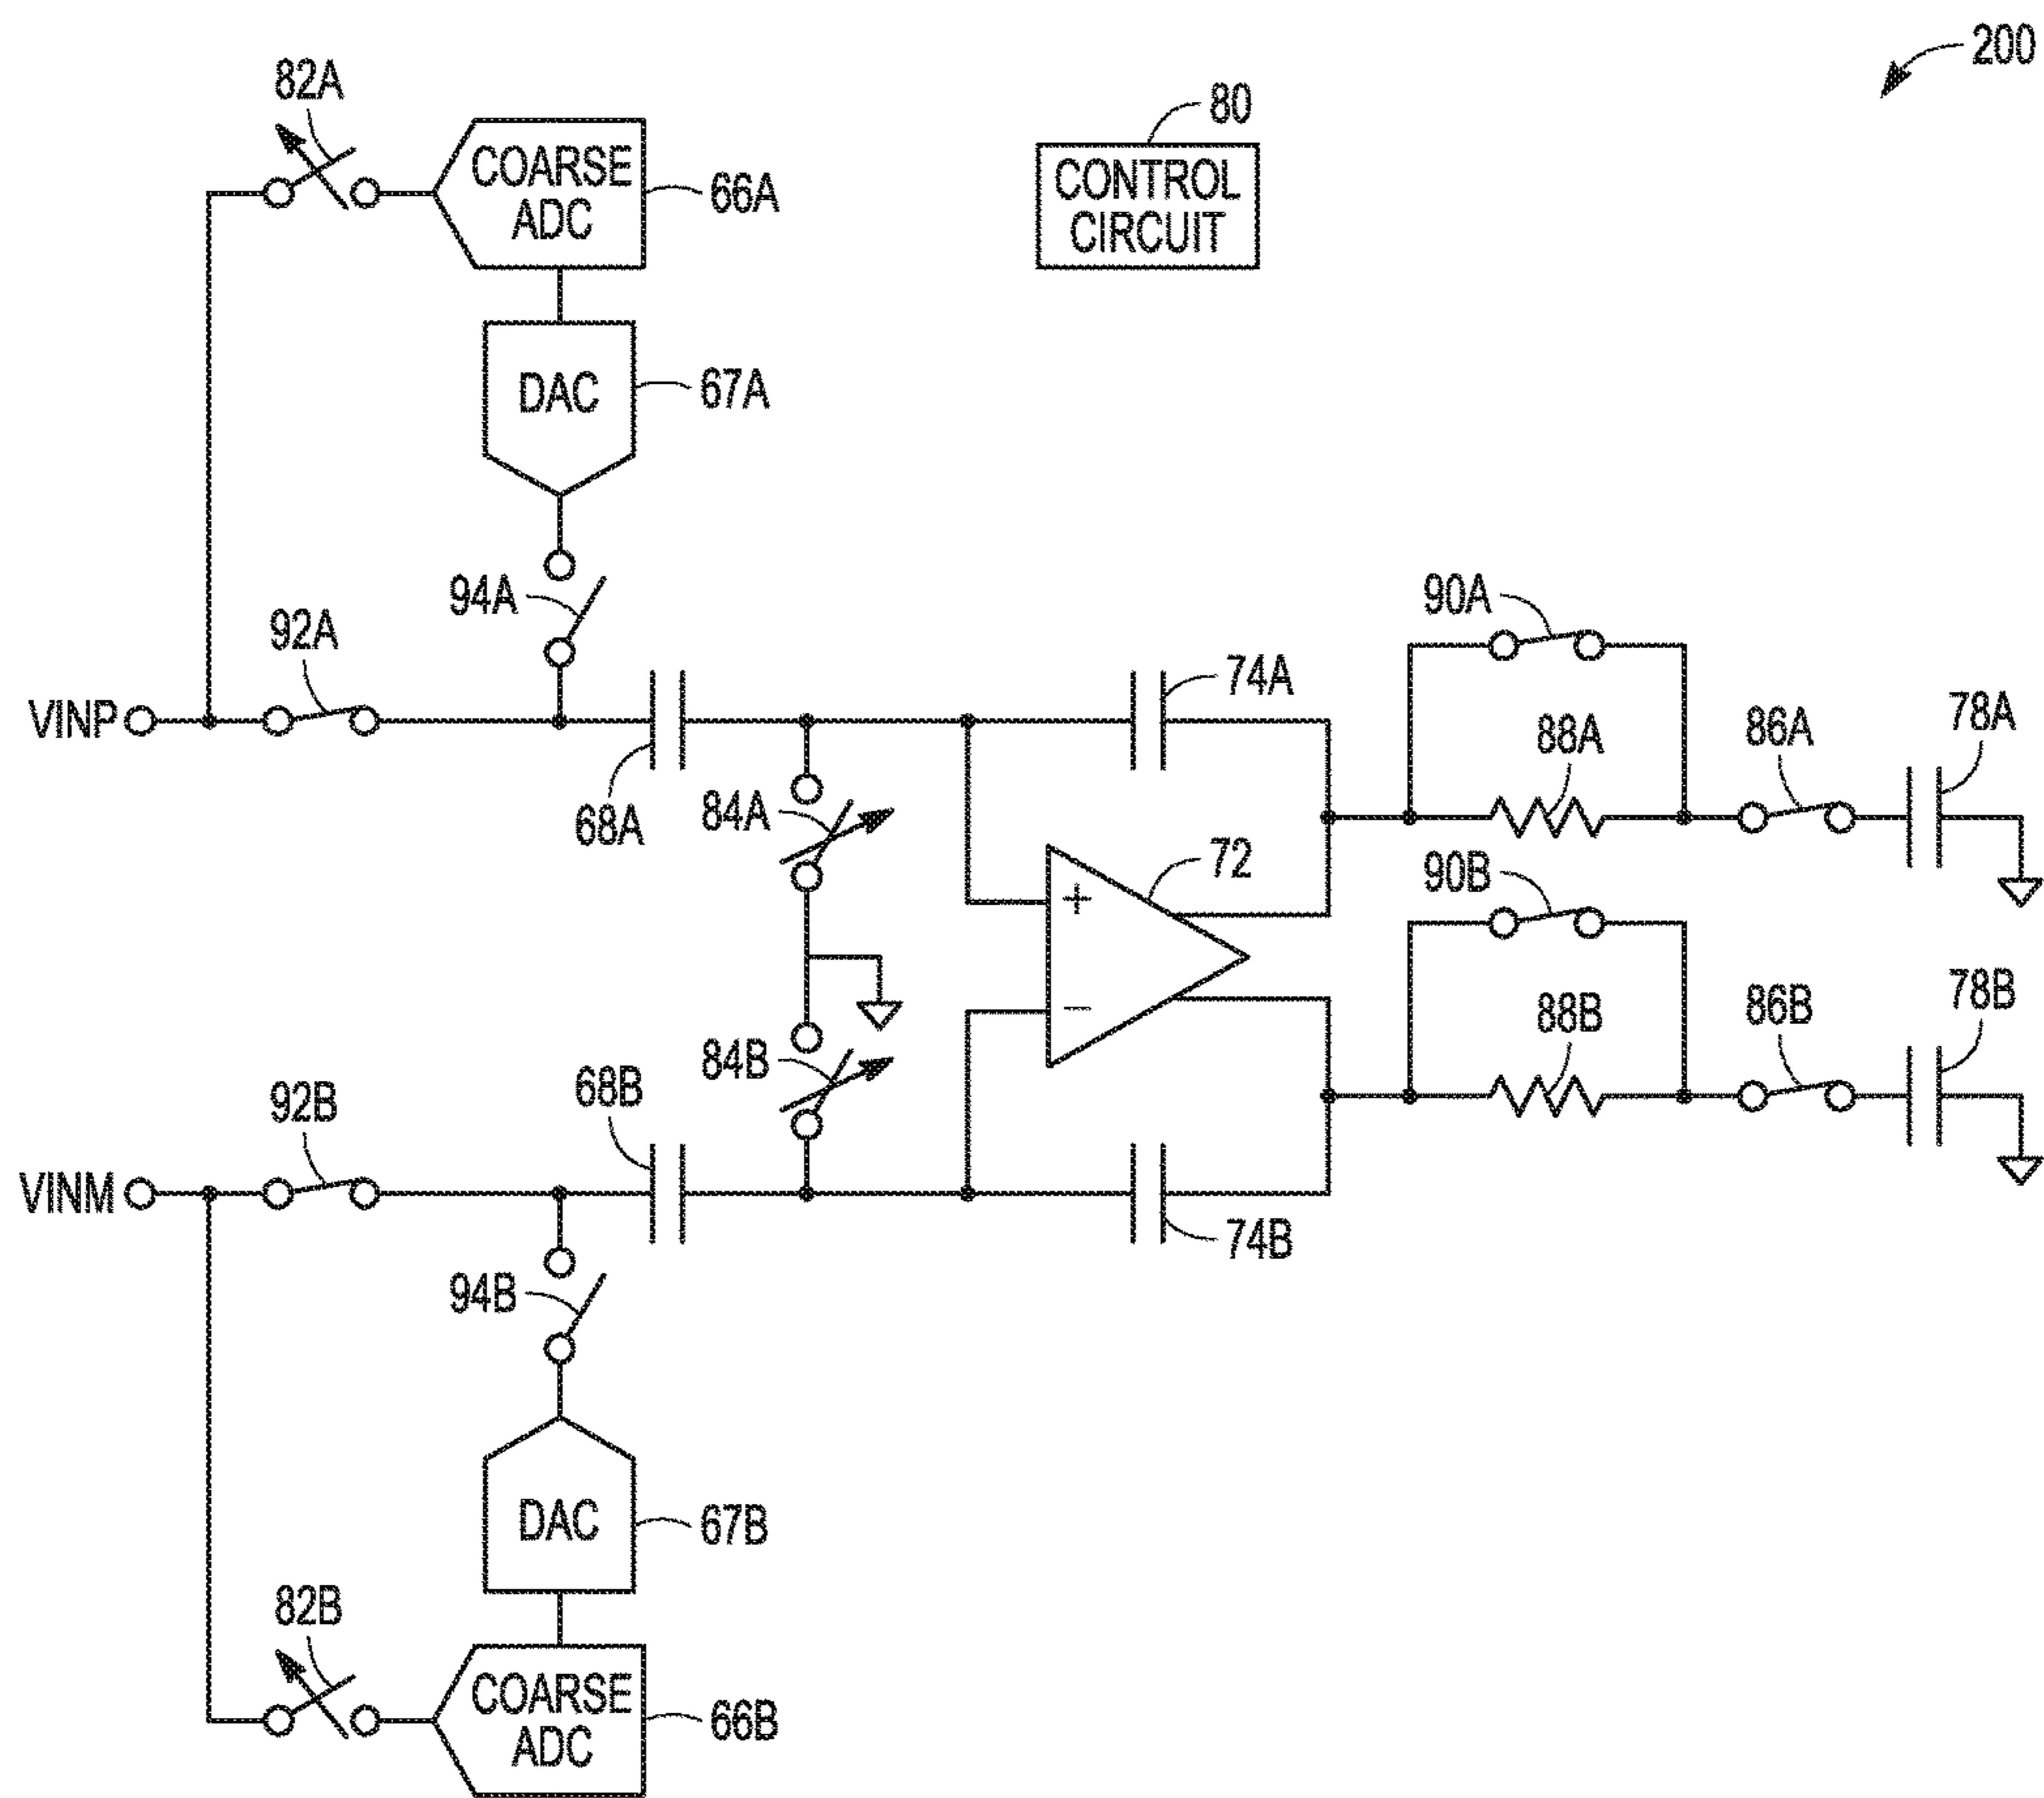 200
82A
80
COARSE
ADC
66A
CONTROL
CIRCUIT
DAC
67A
94A
90A
92A
74A
VINP
88A
86A
78A
68A
84A
72
90B
+
−
84B
68B
88B
86B
78B
92B
VINM
74B
94B
DAC
67B
82B
COARSE
ADC
66B